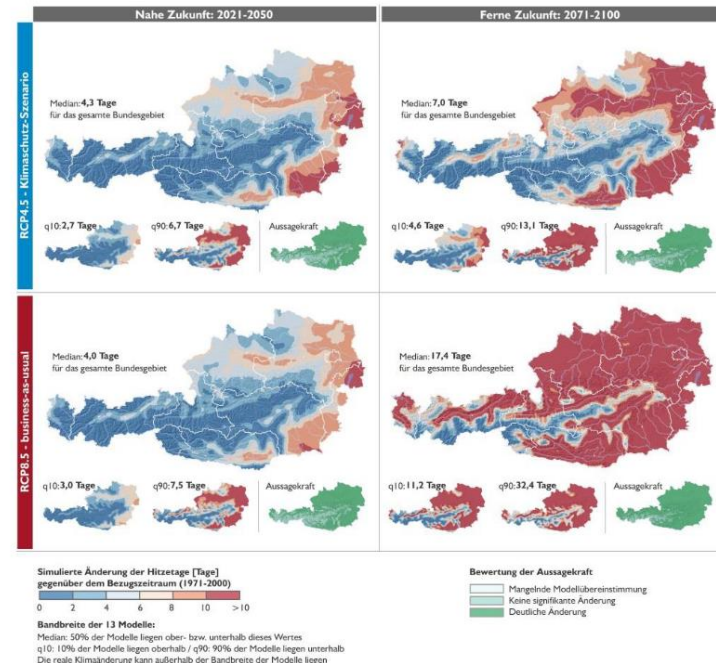 Nahe Zukunft: 2021-2050
Ferne Zukunft: 2071-2100
RCP4.5 - Klimaschutz-Szenario
Median: 4,3 Tage
für das gesamte Bundesgebiet
q10: 2,7 Tage
q90: 6,7 Tage
Aussagekraft
Median: 7,0 Tage
für das gesamte Bundesgebiet
q10: 4,6 Tage
q90: 13,1 Tage
Aussagekraft
RCP8.5 - business-as-usual
Median: 4,0 Tage
für das gesamte Bundesgebiet
q10: 3,0 Tage
q90: 7,5 Tage
Aussagekraft
Median: 17,4 Tage
für das gesamte Bundesgebiet
q10: 11,2 Tage
q90: 32,4 Tage
Aussagekraft
Simulierte Änderung der Hitzetage [Tage]
gegenüber dem Bezugszeitraum (1971-2000)
0 2 4 6 8 10 >10
Bandbreite der 13 Modelle:
Median: 50% der Modelle liegen ober- bzw. unterhalb dieses Wertes
q10: 10% der Modelle liegen oberhalb / q90: 90% der Modelle liegen unterhalb
Die reale Klimaänderung kann außerhalb der Bandbreite der Modelle liegen
Bewertung der Aussagekraft
Mangelnde Modellübereinstimmung
Keine signifikante Änderung
Deutliche Änderung